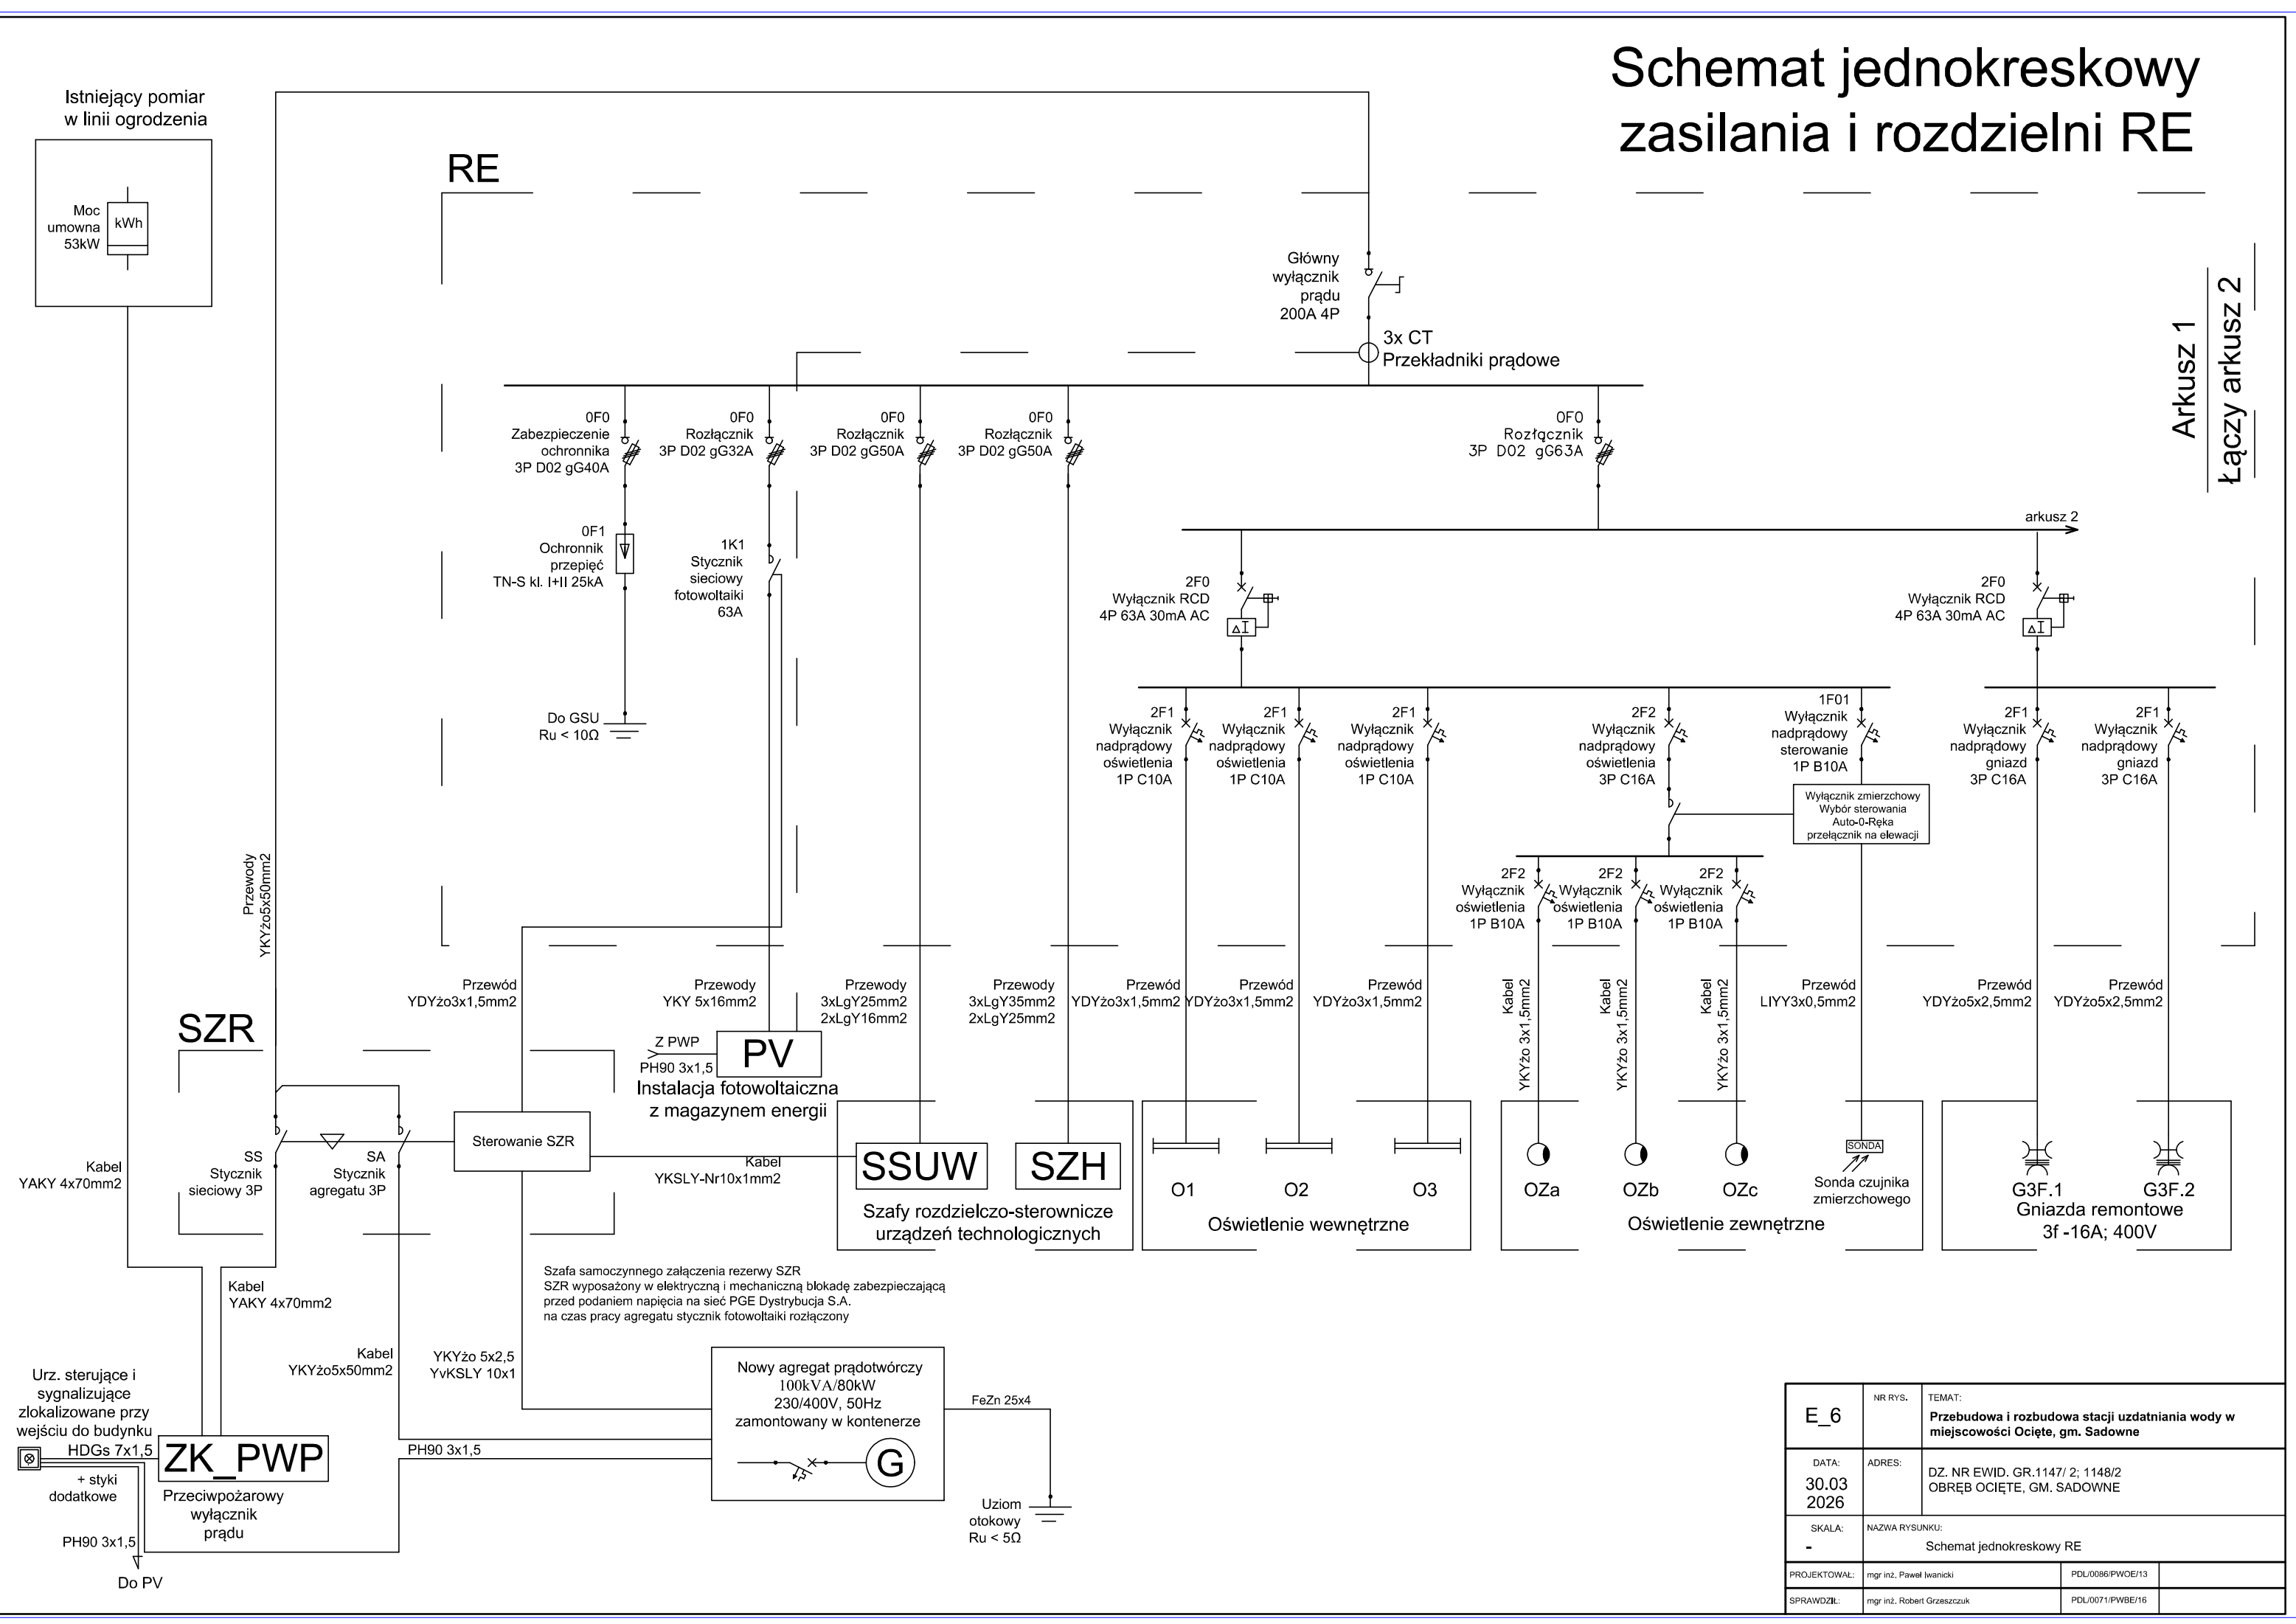 Schemat jednokreskowy
zasilania i rozdzielni RE
Istniejący pomiar
w linii ogrodzenia
Moc
umowna
53kW
kWh
RE
Główny
wyłącznik
prądu
200A 4P
3x CT
Przekładniki prądowe
Arkusz 1
Łączy arkusz 2
0F0
Zabezpieczenie
ochronnika
3P D02 gG40A
0F0
Rozłącznik
3P D02 gG32A
0F0
Rozłącznik
3P D02 gG50A
0F0
Rozłącznik
3P D02 gG50A
0F0
Rozłącznik
3P D02 gG63A
arkusz 2
0F1
Ochronnik
przepięć
TN-S kl. I+II 25kA
1K1
Stycznik
sieciowy
fotowoltaiki
63A
2F0
Wyłącznik RCD
4P 63A 30mA AC
ΔI
2F0
Wyłącznik RCD
4P 63A 30mA AC
ΔI
Do GSU
Ru < 10Ω
2F1
Wyłącznik
nadprądowy
oświetlenia
1P C10A
2F1
Wyłącznik
nadprądowy
oświetlenia
1P C10A
2F1
Wyłącznik
nadprądowy
oświetlenia
1P C10A
2F2
Wyłącznik
nadprądowy
oświetlenia
3P C16A
1F01
Wyłącznik
nadprądowy
sterowanie
1P B10A
2F1
Wyłącznik
nadprądowy
gniazd
3P C16A
2F1
Wyłącznik
nadprądowy
gniazd
3P C16A
Wyłącznik zmierzchowy
Wybór sterowania
Auto-0-Ręka
przełącznik na elewacji
2F2
Wyłącznik
oświetlenia
1P B10A
2F2
Wyłącznik
oświetlenia
1P B10A
2F2
Wyłącznik
oświetlenia
1P B10A
Przewody
YKYżo5x50mm2
Przewód
YDYżo3x1,5mm2
Przewody
YKY 5x16mm2
Przewody
3xLgY25mm2
2xLgY16mm2
Przewody
3xLgY35mm2
2xLgY25mm2
Przewód
YDYżo3x1,5mm2
Przewód
YDYżo3x1,5mm2
Przewód
YDYżo3x1,5mm2
Kabel
YKYżo 3x1,5mm2
Kabel
YKYżo 3x1,5mm2
Kabel
YKYżo 3x1,5mm2
Przewód
LIYY3x0,5mm2
Przewód
YDYżo5x2,5mm2
Przewód
YDYżo5x2,5mm2
SZR
Z PWP
PH90 3x1,5
PV
Instalacja fotowoltaiczna
z magazynem energii
SS
Stycznik
sieciowy 3P
SA
Stycznik
agregatu 3P
Sterowanie SZR
Kabel
YKSLY-Nr10x1mm2
SSUW
SZH
Szafy rozdzielczo-sterownicze
urządzeń technologicznych
O1
O2
O3
Oświetlenie wewnętrzne
OZa
OZb
OZc
SONDA
Sonda czujnika
zmierzchowego
Oświetlenie zewnętrzne
G3F.1
G3F.2
Gniazda remontowe
3f -16A; 400V
Kabel
YAKY 4x70mm2
Kabel
YAKY 4x70mm2
Szafa samoczynnego załączenia rezerwy SZR
SZR wyposażony w elektryczną i mechaniczną blokadę zabezpieczającą
przed podaniem napięcia na sieć PGE Dystrybucja S.A.
na czas pracy agregatu stycznik fotowoltaiki rozłączony
Kabel
YKYżo5x50mm2
YKYżo 5x2,5
YvKSLY 10x1
Nowy agregat prądotwórczy
100kVA/80kW
230/400V, 50Hz
zamontowany w kontenerze
G
FeZn 25x4
Uziom
otokowy
Ru < 5Ω
Urz. sterujące i
sygnalizujące
zlokalizowane przy
wejściu do budynku
HDGs 7x1,5
+ styki
dodatkowe
ZK_PWP
Przeciwpożarowy
wyłącznik
prądu
PH90 3x1,5
PH90 3x1,5
Do PV
E_6
NR RYS.
TEMAT:
Przebudowa i rozbudowa stacji uzdatniania wody w
miejscowości Ocięte, gm. Sadowne
DATA:
30.03
2026
ADRES:
DZ. NR EWID. GR.1147/ 2; 1148/2
OBRĘB OCIĘTE, GM. SADOWNE
SKALA:
-
NAZWA RYSUNKU:
Schemat jednokreskowy RE
PROJEKTOWAŁ:
mgr inż. Paweł Iwanicki
PDL/0086/PWOE/13
SPRAWDZIŁ:
mgr inż. Robert Grzeszczuk
PDL/0071/PWBE/16